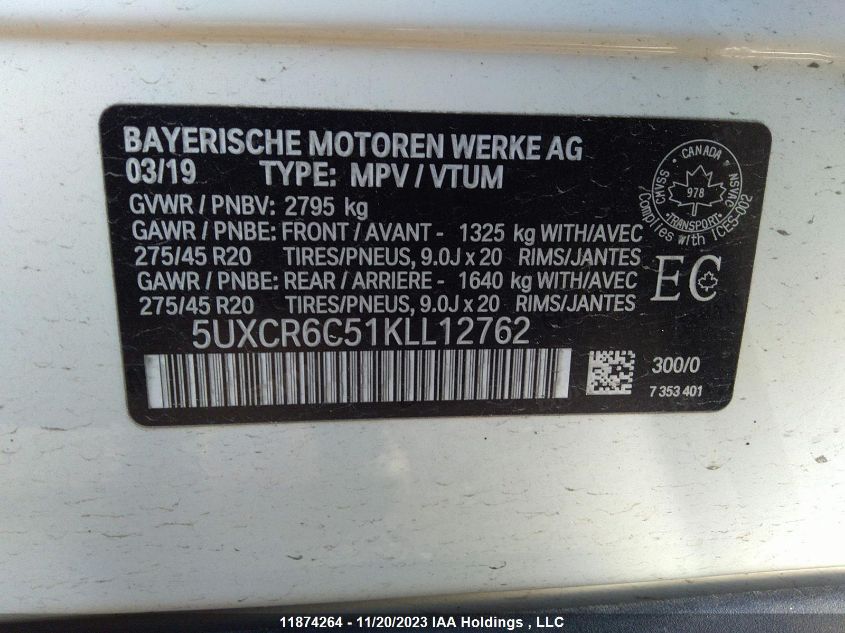 BAYERISCHE MOTOREN WERKE AG
03/19 TYPE: MPV / VTUM
GVWR / PNBV: 2795 kg
GAWR / PNBE: FRONT / AVANT - 1325 kg WITH/AVEC
275/45 R20 TIRES/PNEUS, 9.0J x 20 RIMS/JANTES
GAWR / PNBE: REAR / ARRIERE - 1640 kg WITH/AVEC
275/45 R20 TIRES/PNEUS, 9.0J x 20 RIMS/JANTES
5UXCR6C51KLL12762
CANADA
CMVSS
NSVAC
978
TRANSPORT
Complies with ICES-002
EC
300/0
7 353 401
11874264 - 11/20/2023 IAA Holdings , LLC